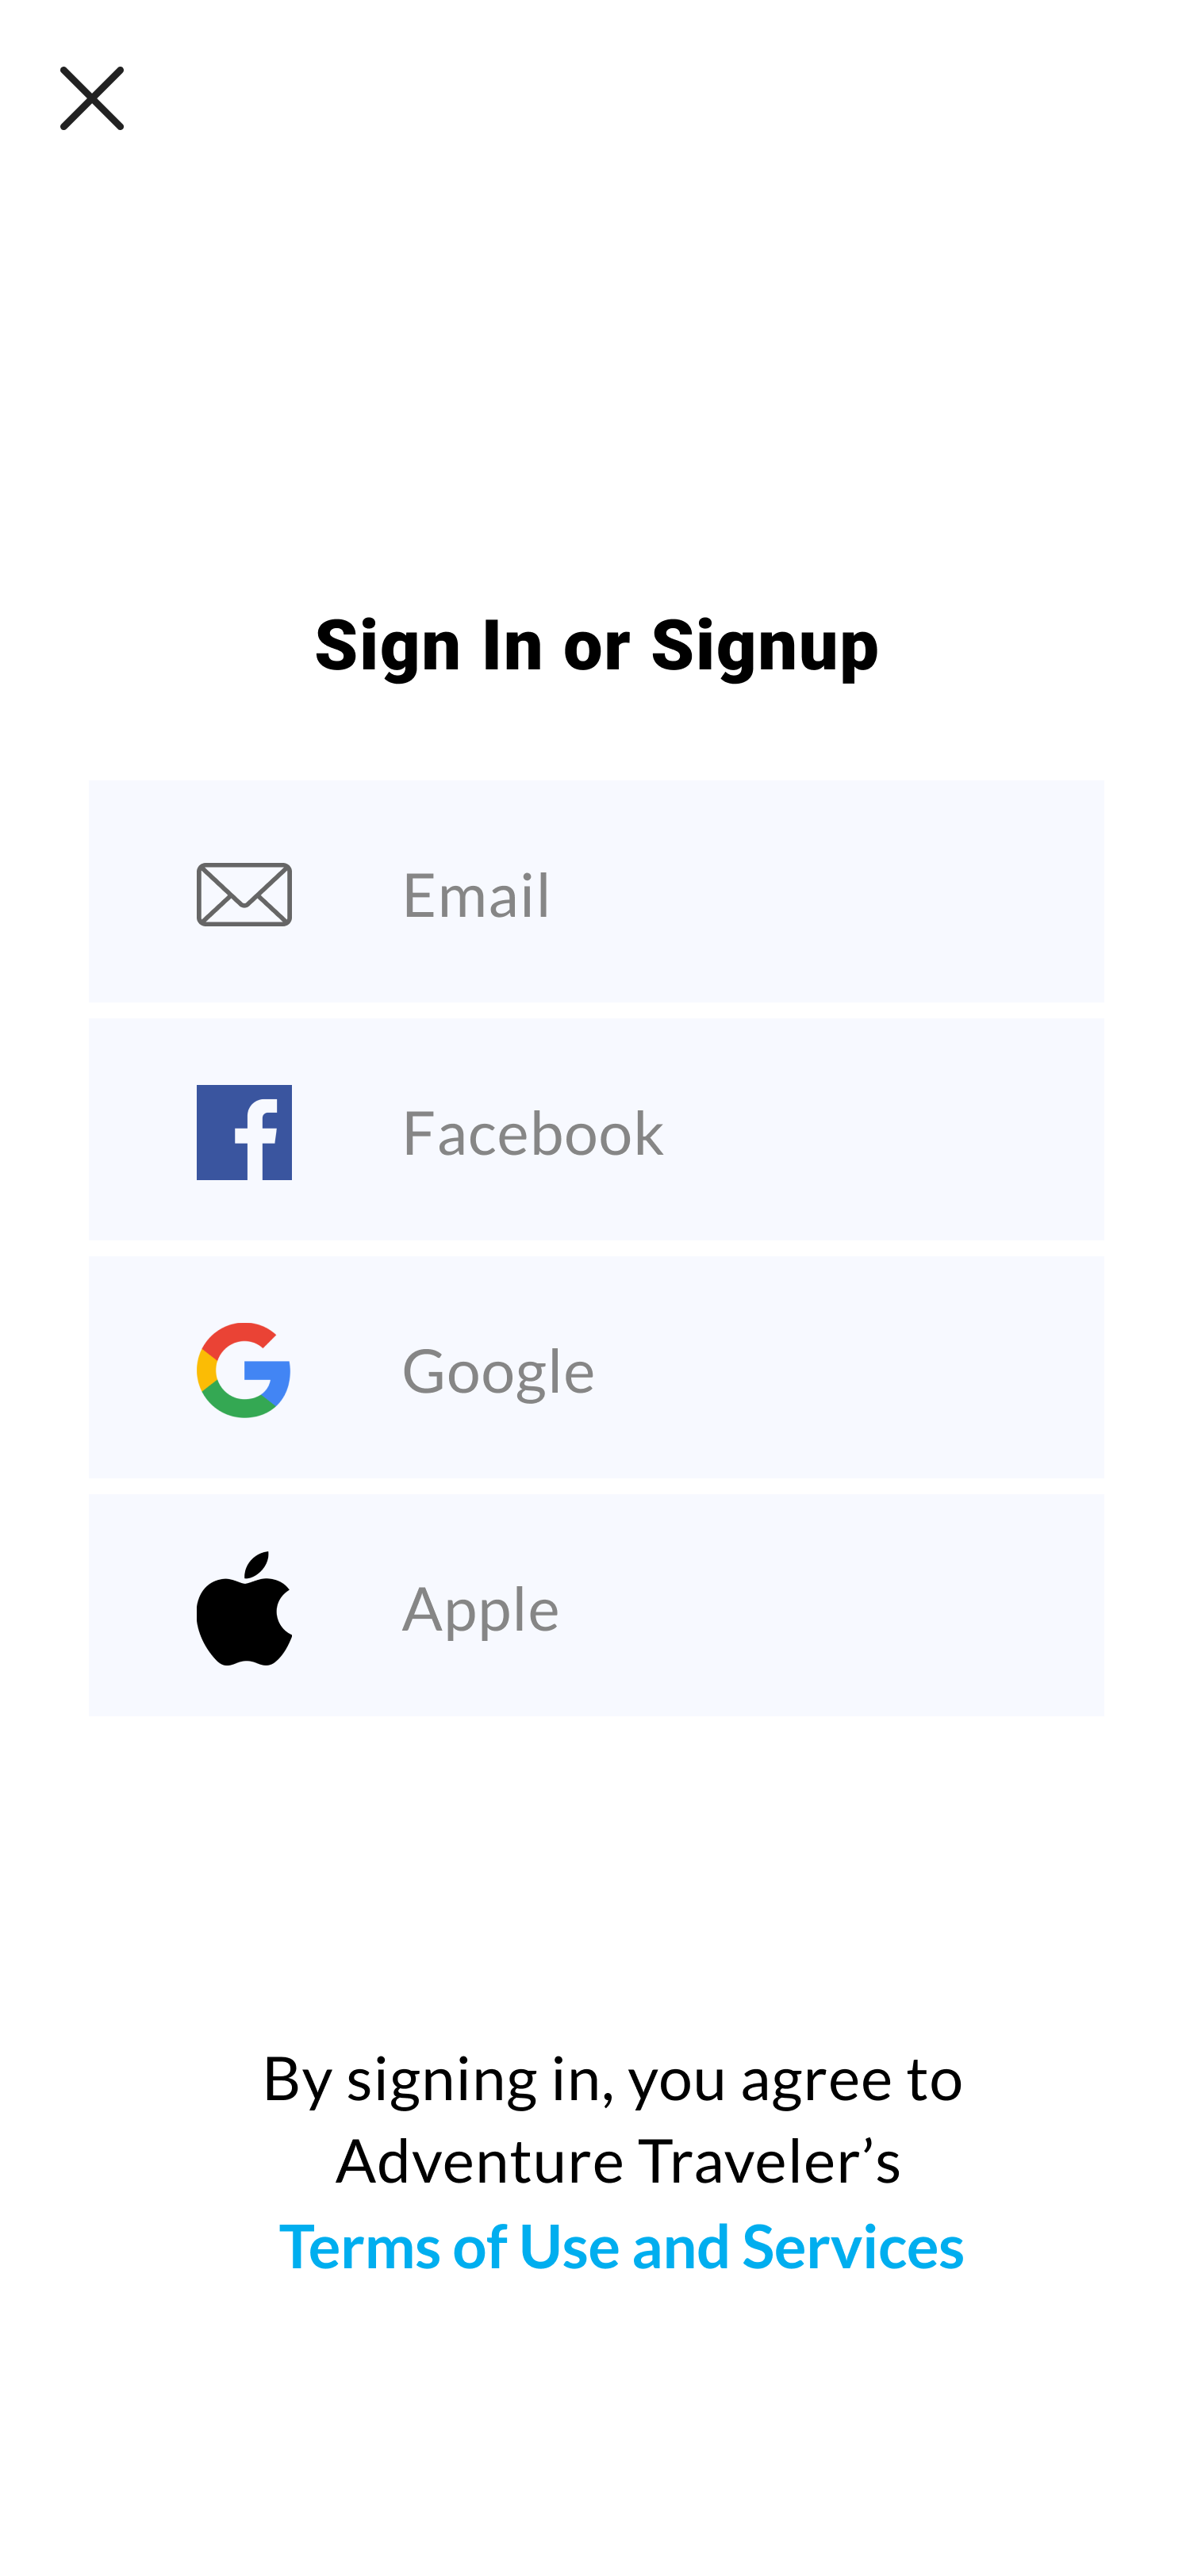 Sign In or Signup
Email
Facebook
Google
Apple
By signing in, you agree to
Adventure Traveler’s
Terms of Use and Services